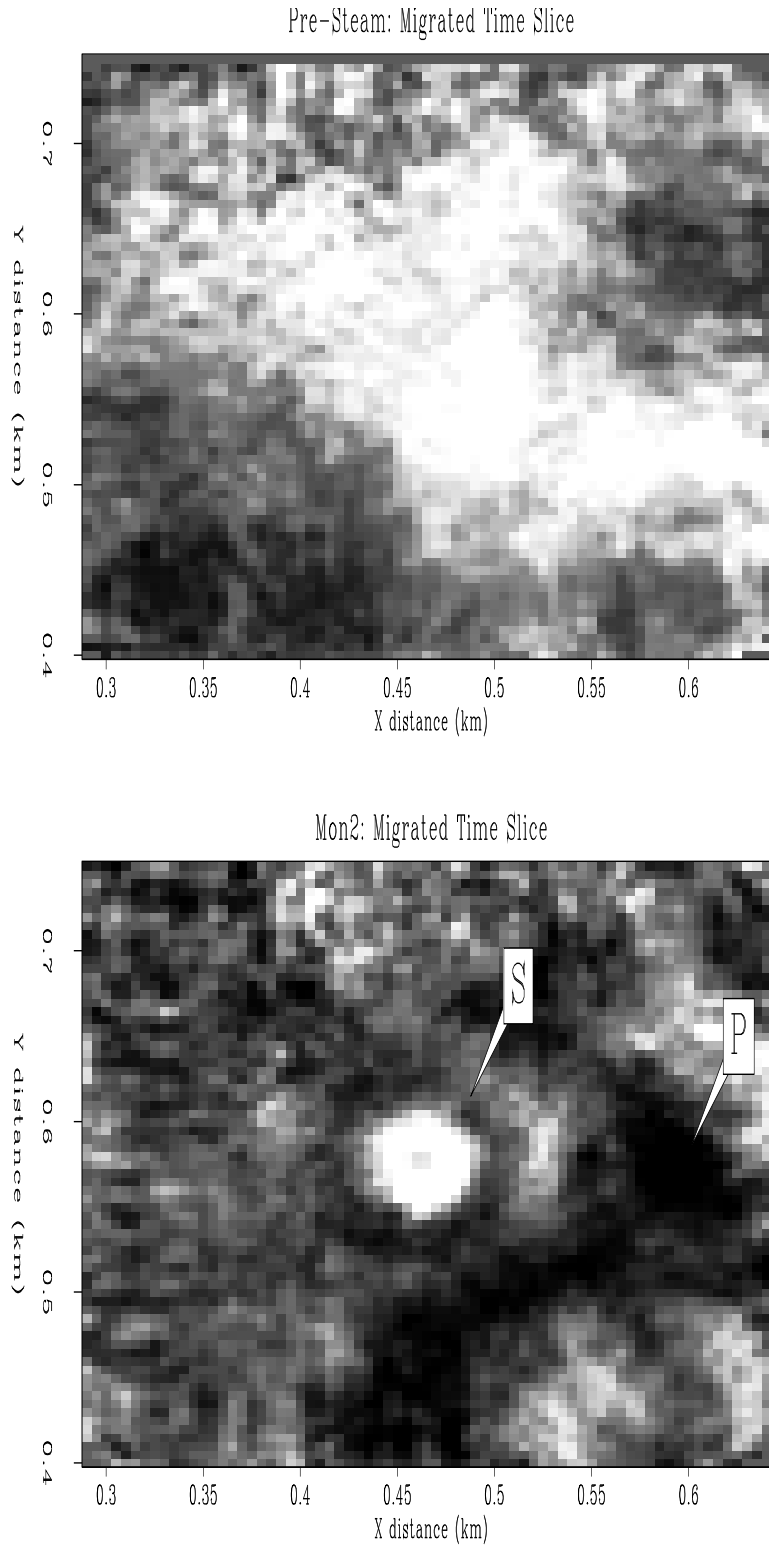 Pre-Steam: Migrated Time Slice
0.7
0.6
0.5
0.4
Y distance (km)
0.3 0.35 0.4 0.45 0.5 0.55 0.6
X distance (km)
Mon2: Migrated Time Slice
0.7
0.6
0.5
0.4
Y distance (km)
S
P
0.3 0.35 0.4 0.45 0.5 0.55 0.6
X distance (km)